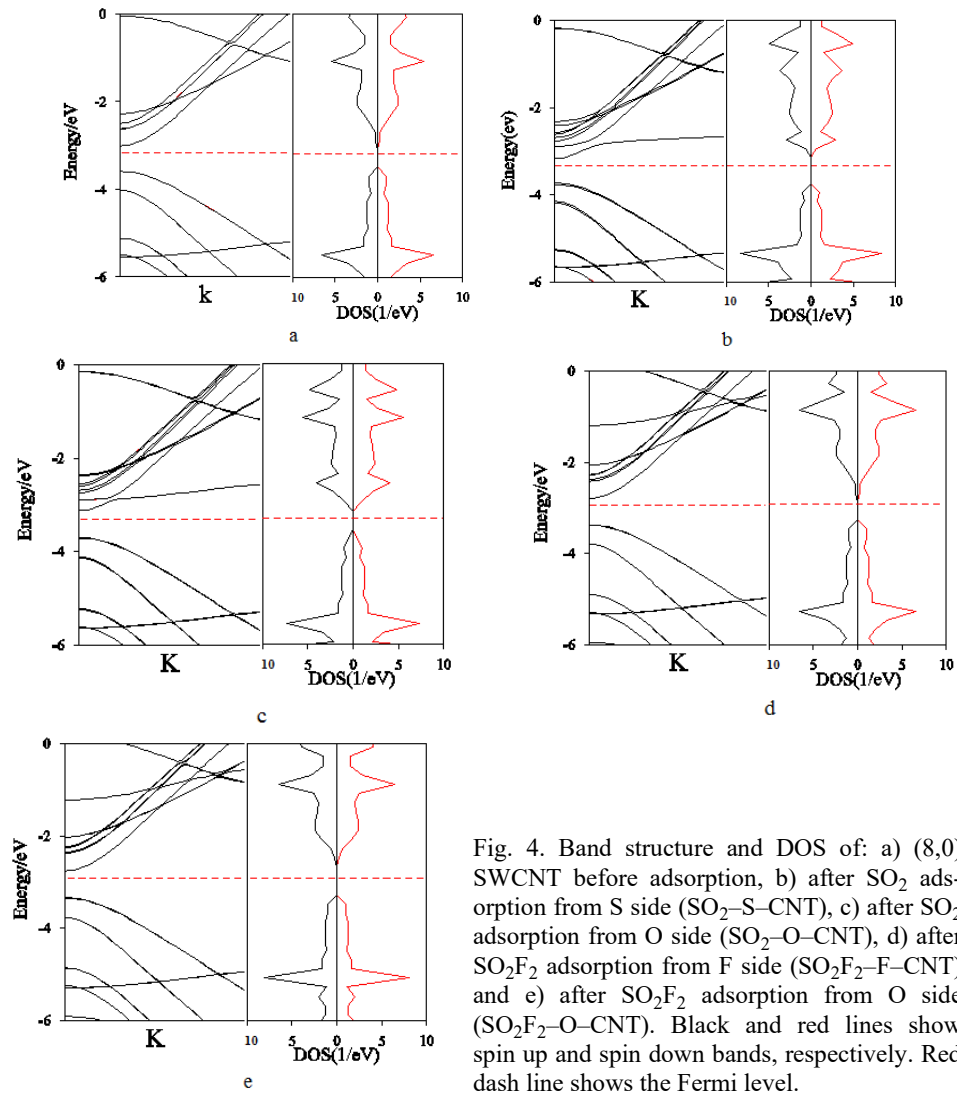 0
-2
-4
-6
Energy/eV
k
10 5 0 5 10
DOS(1/eV)
a
0
-2
-4
-6
Energy(ev)
K
10 5 0 5 10
DOS(1/eV)
b
0
-2
-4
-6
Energy/eV
K
10 5 0 5 10
DOS(1/eV)
c
0
-2
-4
-6
Energy/eV
K
10 5 0 5 10
DOS(1/eV)
d
0
-2
-4
-6
Energy/eV
K
10 5 0 5 10
DOS(1/eV)
e
Fig. 4. Band structure and DOS of: a) (8,0)
SWCNT before adsorption, b) after SO₂ ads-
orption from S side (SO₂–S–CNT), c) after SO₂
adsorption from O side (SO₂–O–CNT), d) after
SO₂F₂ adsorption from F side (SO₂F₂–F–CNT)
and e) after SO₂F₂ adsorption from O side
(SO₂F₂–O–CNT). Black and red lines show
spin up and spin down bands, respectively. Red
dash line shows the Fermi level.